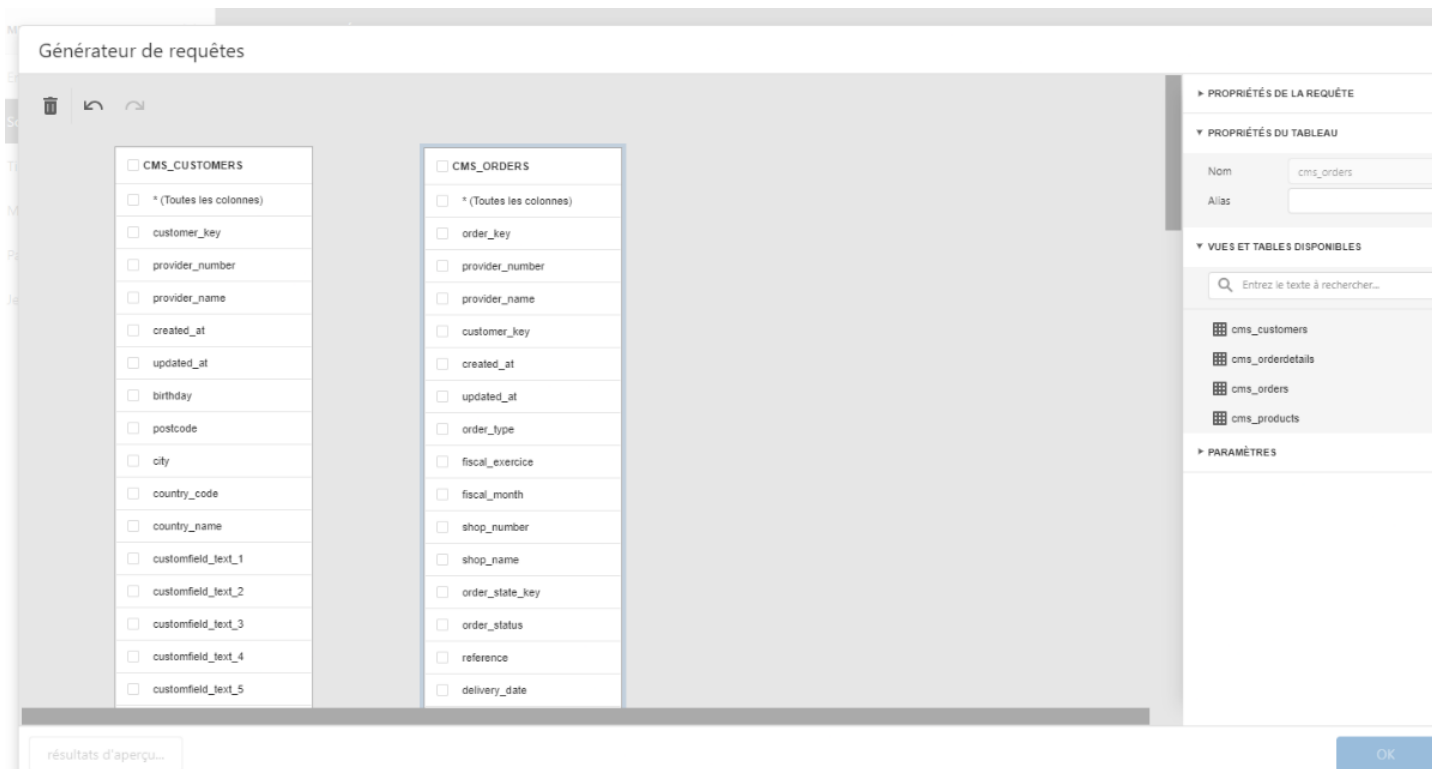 Générateur de requêtes
CMS_CUSTOMERS
* (Toutes les colonnes)
customer_key
provider_number
provider_name
created_at
updated_at
birthday
postcode
city
country_code
country_name
customfield_text_1
customfield_text_2
customfield_text_3
customfield_text_4
customfield_text_5
CMS_ORDERS
* (Toutes les colonnes)
order_key
provider_number
provider_name
customer_key
created_at
updated_at
order_type
fiscal_exercice
fiscal_month
shop_number
shop_name
order_state_key
order_status
reference
delivery_date
PROPRIÉTÉS DE LA REQUÊTE
PROPRIÉTÉS DU TABLEAU
Nom cms_orders
Alias
VUES ET TABLES DISPONIBLES
Entrez le texte à rechercher...
cms_customers
cms_orderdetails
cms_orders
cms_products
PARAMÈTRES
résultats d'aperçu...
OK